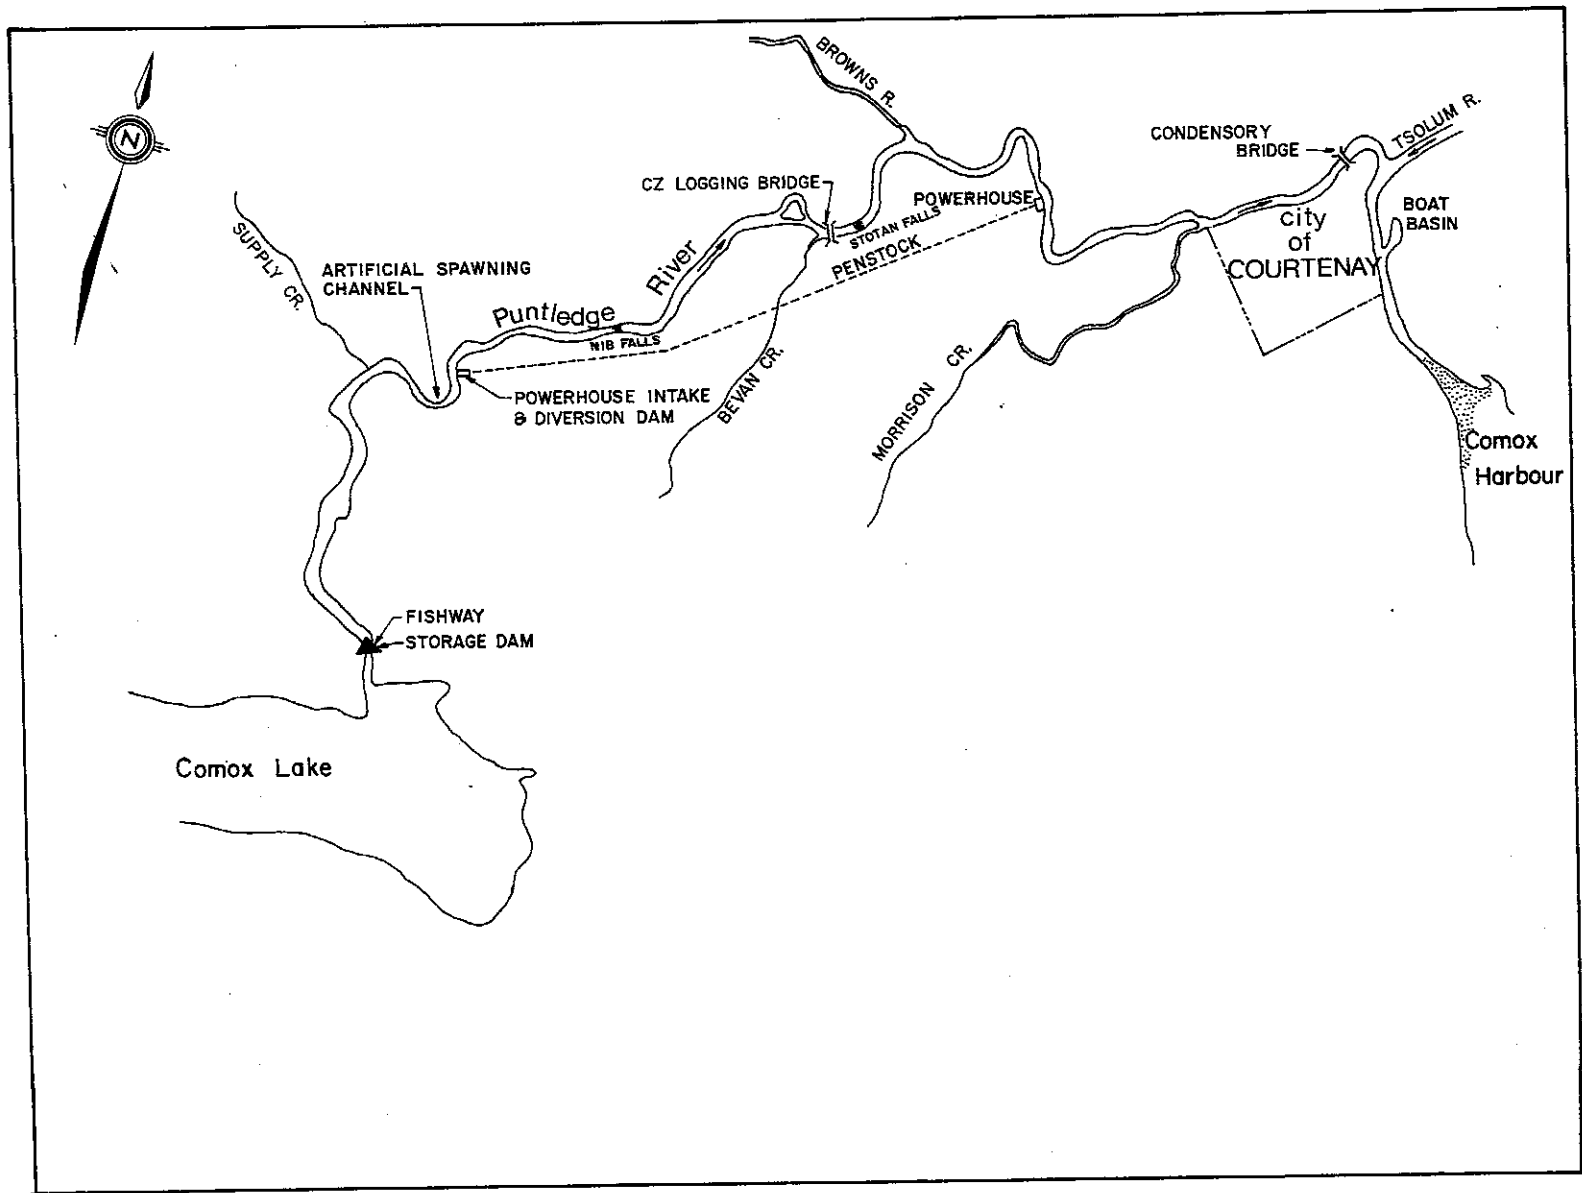 BROWNS R.
TSOLUM R.
CONDENSORY
BRIDGE
N
CZ LOGGING BRIDGE
POWERHOUSE
BOAT
BASIN
city
of
COURTENAY
STOTAN FALLS
PENSTOCK
SUPPLY CR.
ARTIFICIAL SPAWNING
CHANNEL
Puntledge River
NIB FALLS
BEVAN CR.
MORRISON CR.
POWERHOUSE INTAKE
& DIVERSION DAM
Comox
Harbour
FISHWAY
STORAGE DAM
Comox Lake